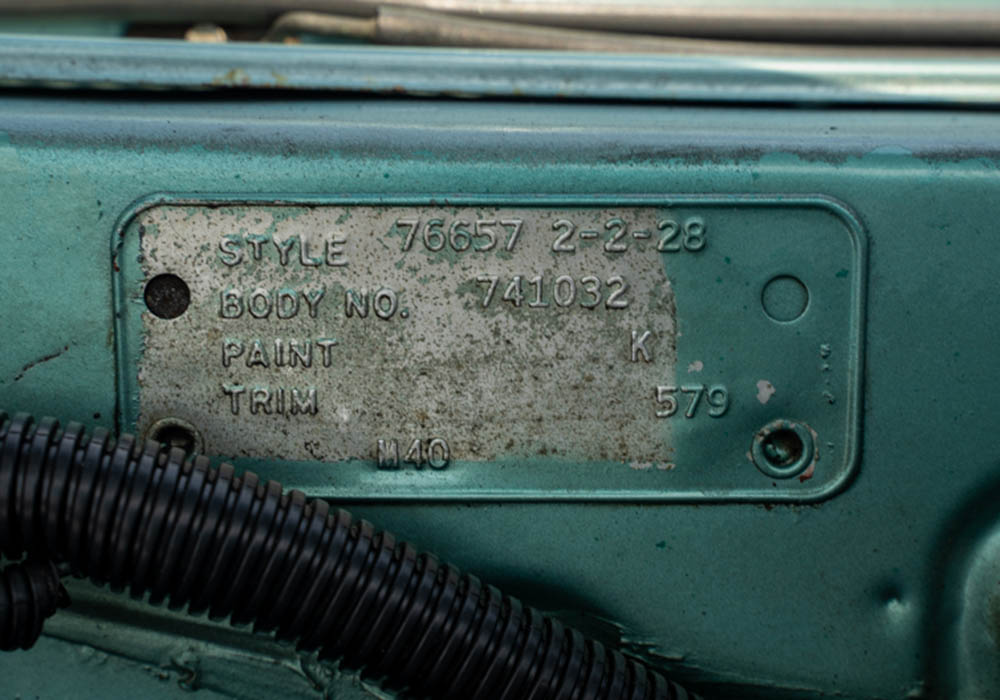 STYLE 76657 2-2-28
BODY NO. 741032
PAINT K
TRIM 579
M40